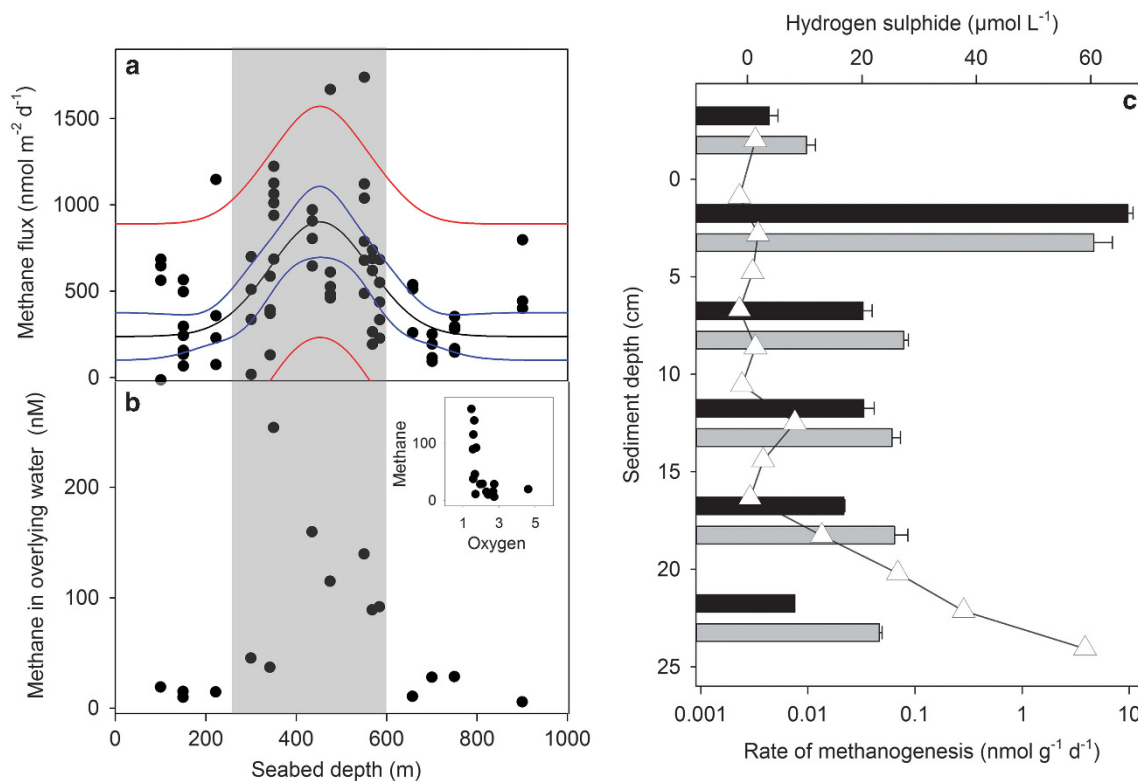 a
Methane flux (nmol m⁻² d⁻¹)
1500
1000
500
0
b
Methane in overlying water (nM)
200
100
0
Methane
100
0
1 3 5
Oxygen
0 200 400 600 800 1000
Seabed depth (m)
Hydrogen sulphide (µmol L⁻¹)
0 20 40 60
c
Sediment depth (cm)
0
5
10
15
20
25
0.001 0.01 0.1 1 10
Rate of methanogenesis (nmol g⁻¹ d⁻¹)